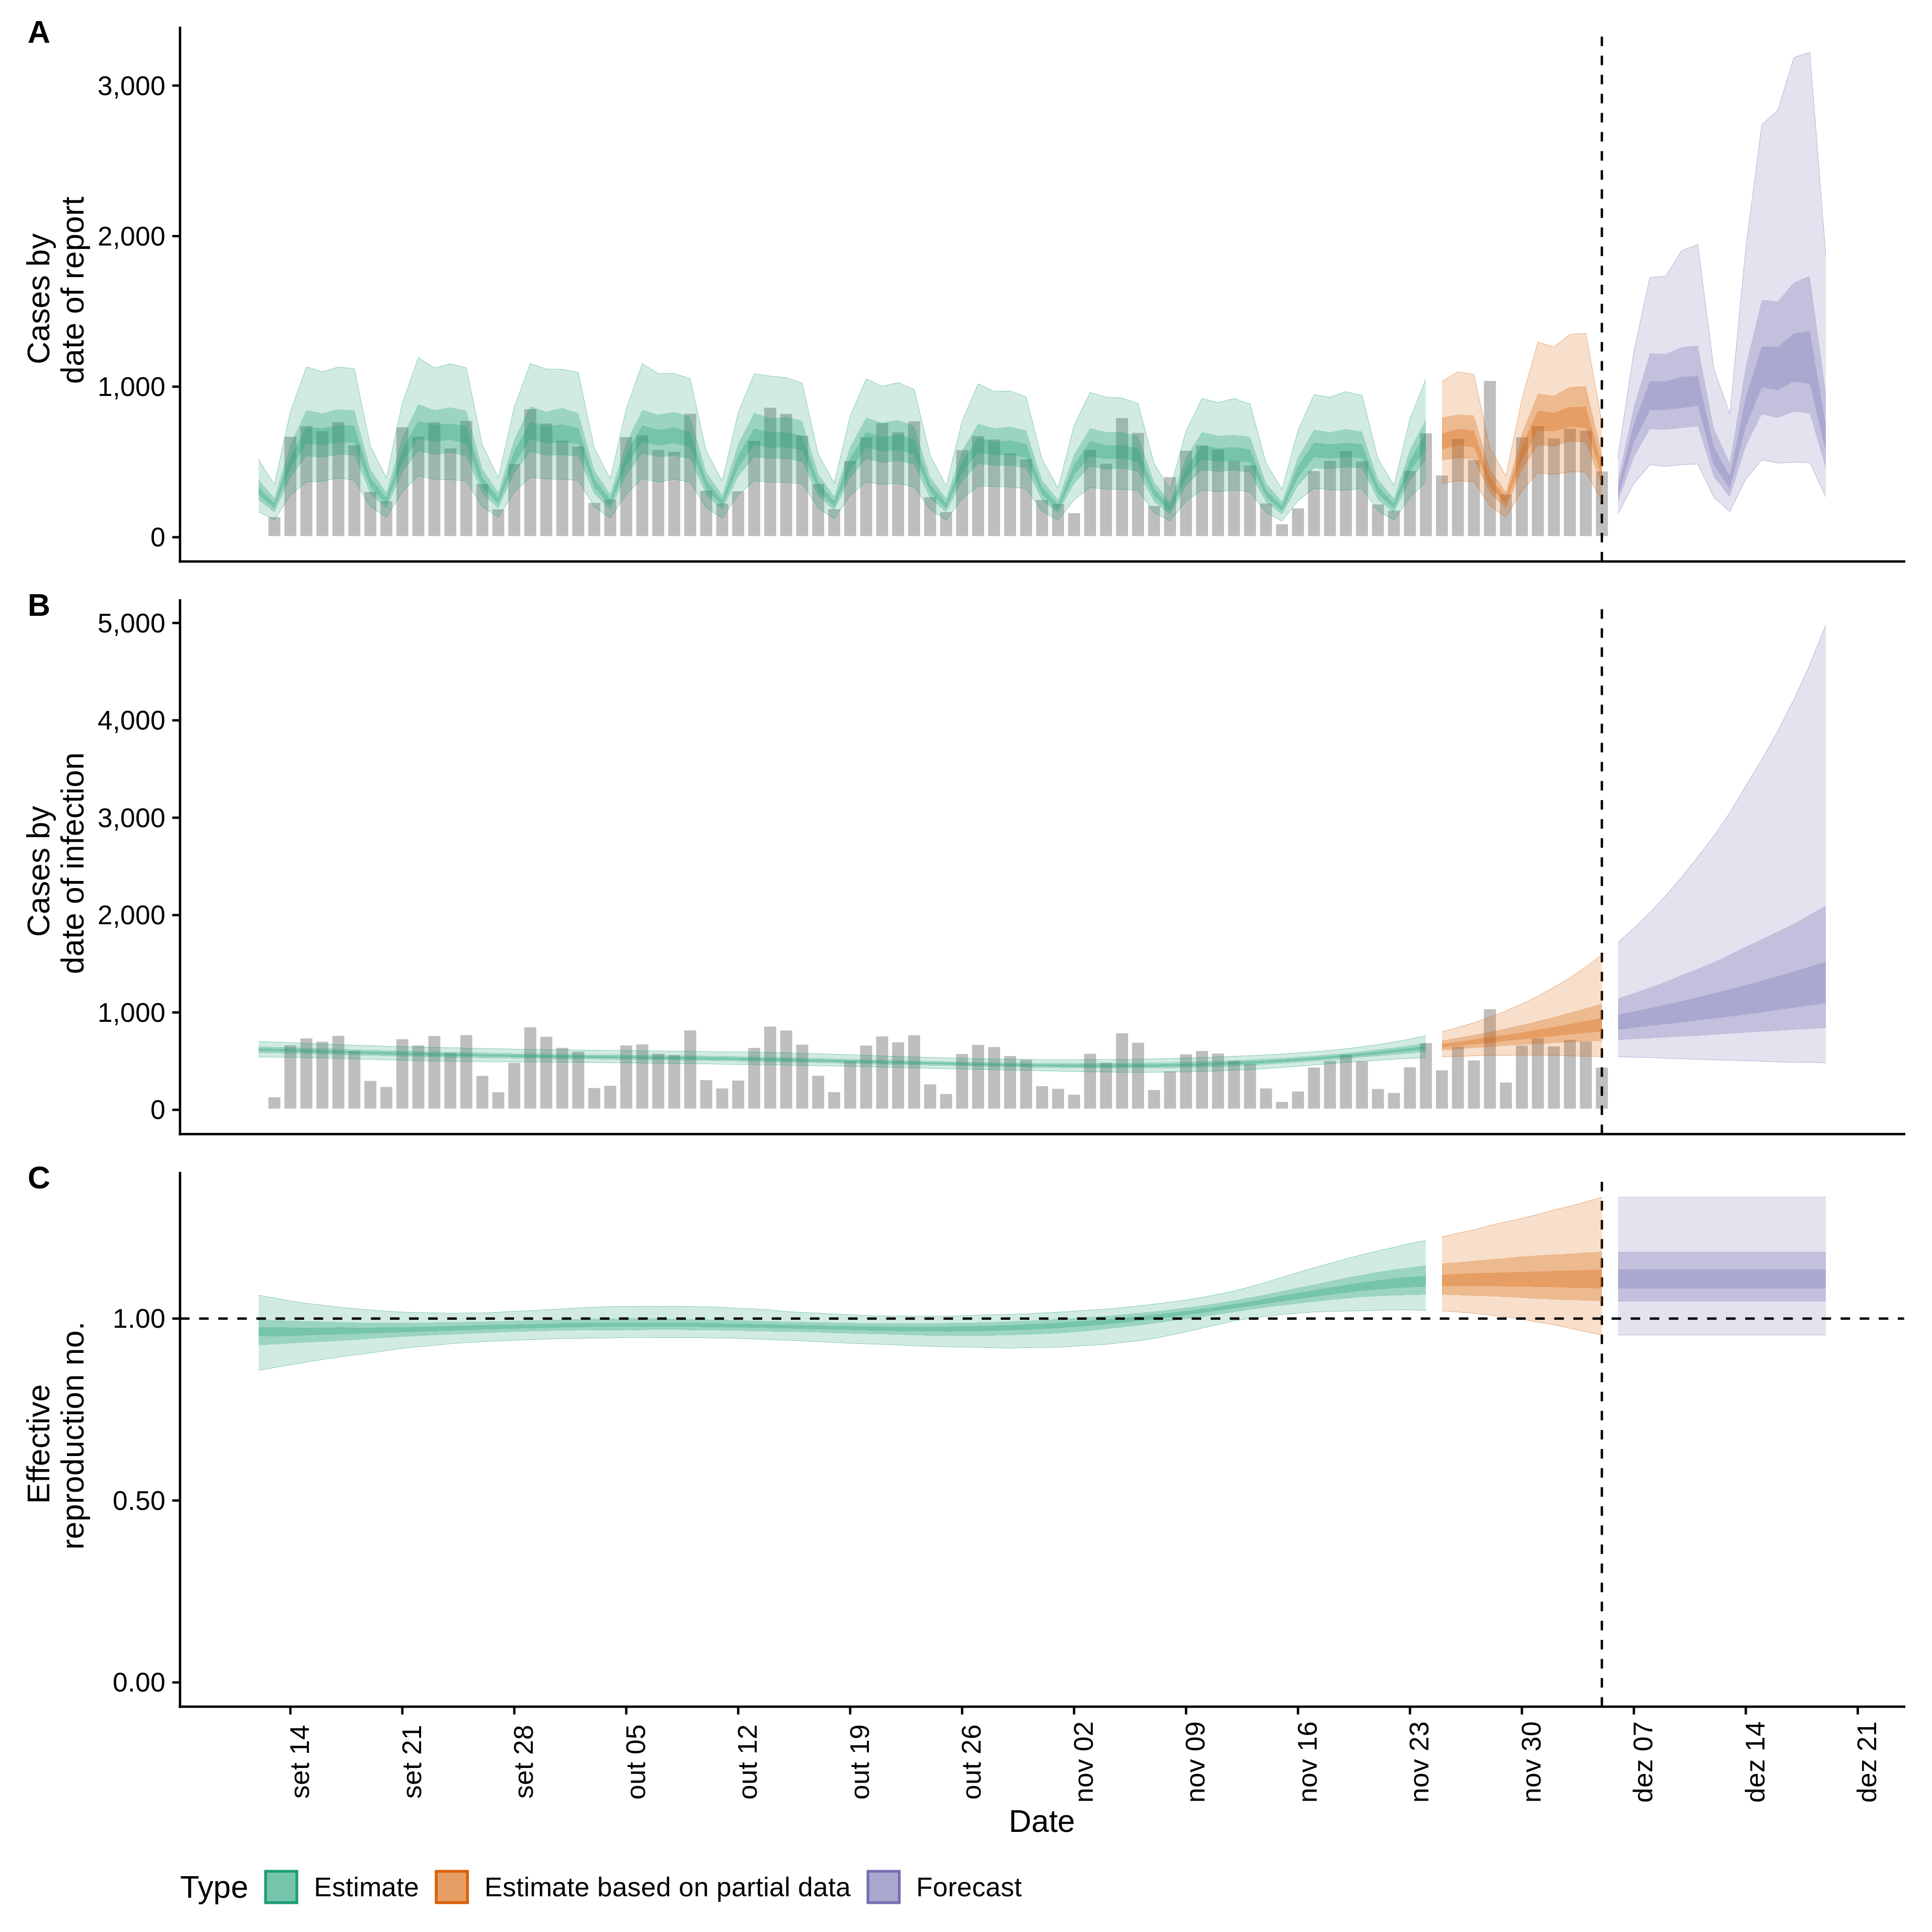 A
3,000
2,000
1,000
0
Cases by
date of report
B
5,000
4,000
3,000
2,000
1,000
0
Cases by
date of infection
C
1.00
0.50
0.00
Effective
reproduction no.
set 14
set 21
set 28
out 05
out 12
out 19
out 26
nov 02
nov 09
nov 16
nov 23
nov 30
dez 07
dez 14
dez 21
Date
Type Estimate Estimate based on partial data Forecast